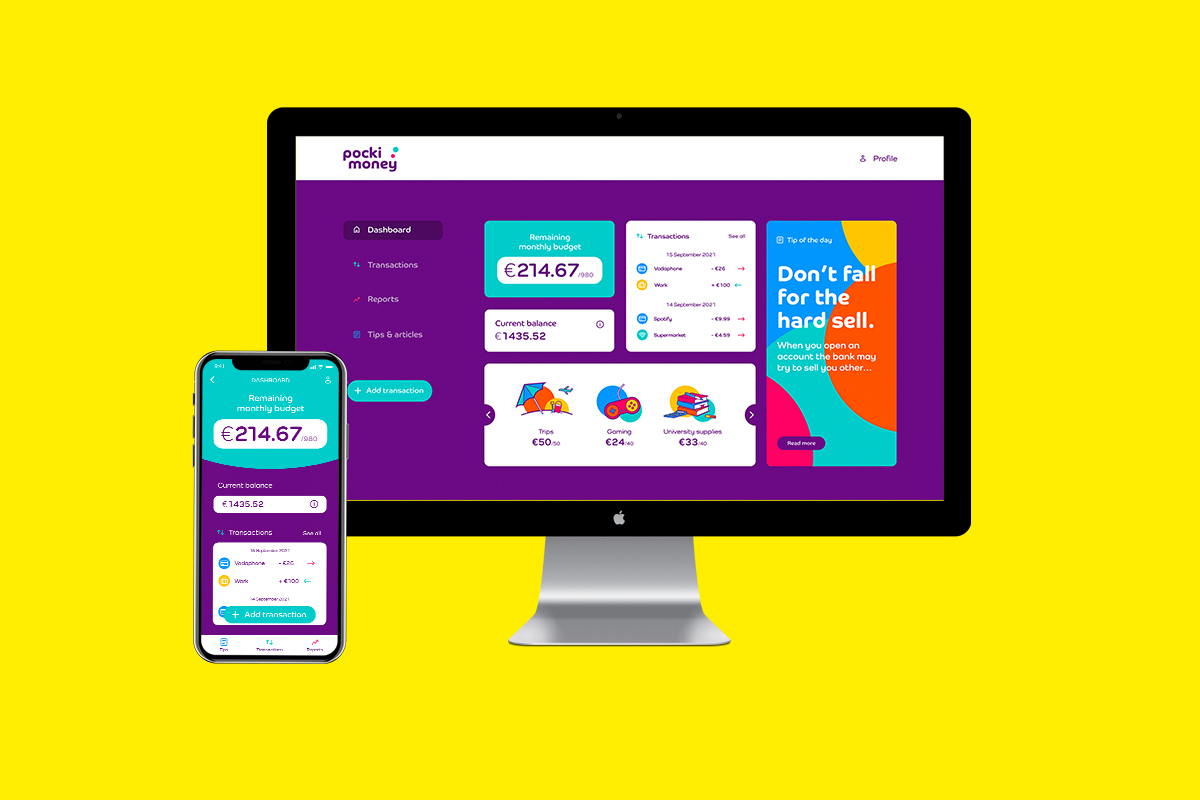 pocki
money
Profile
Dashboard
Transactions
Reports
Tips & articles
+ Add transaction
Remaining
monthly budget
€214.67/980
Current balance
€1435.52
Transactions
See all
15 September 2021
Vodaphone - €26
Work + €100
14 September 2021
Spotify - €9.99
Supermarket - €4.59
Trips
€50/50
Gaming
€24/40
University supplies
€33/40
Tip of the day
Don't fall
for the
hard sell.
When you open an
account the bank may
try to sell you other...
Read more
9:41
DASHBOARD
Remaining
monthly budget
€214.67/980
Current balance
€1435.52
Transactions
See all
15 September 2021
Vodaphone - €26
Work + €100
14 September 2021
+ Add transaction
Tips
Transactions
Reports